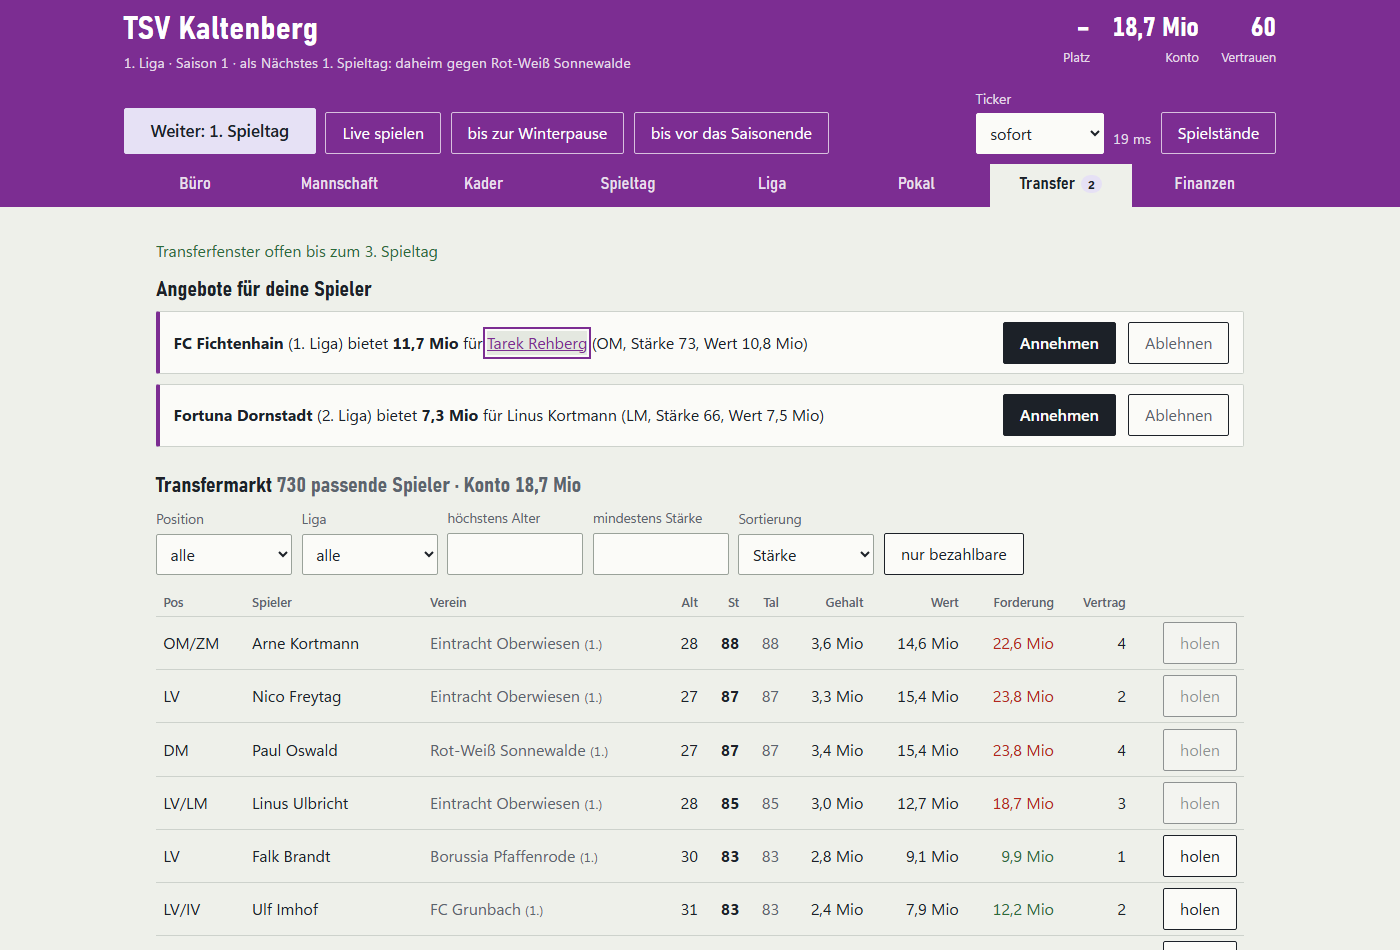 TSV Kaltenberg
1. Liga · Saison 1 · als Nächstes 1. Spieltag: daheim gegen Rot-Weiß Sonnewalde
– 18,7 Mio 60
Platz Konto Vertrauen
Ticker
Weiter: 1. Spieltag Live spielen bis zur Winterpause bis vor das Saisonende sofort 19 ms Spielstände
Büro Mannschaft Kader Spieltag Liga Pokal Transfer 2 Finanzen
Transferfenster offen bis zum 3. Spieltag
Angebote für deine Spieler
FC Fichtenhain (1. Liga) bietet 11,7 Mio für Tarek Rehberg (OM, Stärke 73, Wert 10,8 Mio) Annehmen Ablehnen
Fortuna Dornstadt (2. Liga) bietet 7,3 Mio für Linus Kortmann (LM, Stärke 66, Wert 7,5 Mio) Annehmen Ablehnen
Transfermarkt 730 passende Spieler · Konto 18,7 Mio
Position Liga höchstens Alter mindestens Stärke Sortierung
alle alle Stärke nur bezahlbare
Pos Spieler Verein Alt St Tal Gehalt Wert Forderung Vertrag
OM/ZM Arne Kortmann Eintracht Oberwiesen (1.) 28 88 88 3,6 Mio 14,6 Mio 22,6 Mio 4 holen
LV Nico Freytag Eintracht Oberwiesen (1.) 27 87 87 3,3 Mio 15,4 Mio 23,8 Mio 2 holen
DM Paul Oswald Rot-Weiß Sonnewalde (1.) 27 87 87 3,4 Mio 15,4 Mio 23,8 Mio 4 holen
LV/LM Linus Ulbricht Eintracht Oberwiesen (1.) 28 85 85 3,0 Mio 12,7 Mio 18,7 Mio 3 holen
LV Falk Brandt Borussia Pfaffenrode (1.) 30 83 83 2,8 Mio 9,1 Mio 9,9 Mio 1 holen
LV/IV Ulf Imhof FC Grunbach (1.) 31 83 83 2,4 Mio 7,9 Mio 12,2 Mio 2 holen